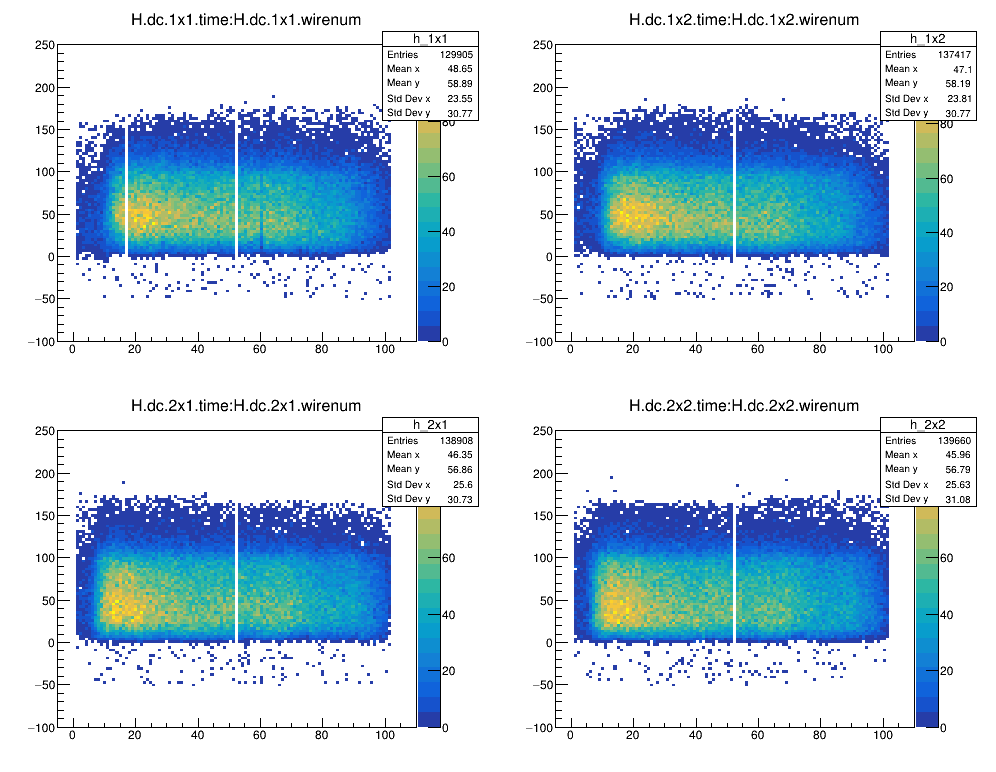 H.dc.1x1.time:H.dc.1x1.wirenum
h_1x1
Entries 129905
Mean x 48.65
Mean y 58.89
Std Dev x 23.55
Std Dev y 30.77
250
200
150
100
50
0
−50
−100
0 20 40 60 80 100
80
60
40
20
0
H.dc.1x2.time:H.dc.1x2.wirenum
h_1x2
Entries 137417
Mean x 47.1
Mean y 58.19
Std Dev x 23.81
Std Dev y 30.77
250
200
150
100
50
0
−50
−100
0 20 40 60 80 100
80
60
40
20
0
H.dc.2x1.time:H.dc.2x1.wirenum
h_2x1
Entries 138908
Mean x 46.35
Mean y 56.86
Std Dev x 25.6
Std Dev y 30.73
250
200
150
100
50
0
−50
−100
0 20 40 60 80 100
60
40
20
0
H.dc.2x2.time:H.dc.2x2.wirenum
h_2x2
Entries 139660
Mean x 45.96
Mean y 56.79
Std Dev x 25.63
Std Dev y 31.08
250
200
150
100
50
0
−50
−100
0 20 40 60 80 100
60
40
20
0